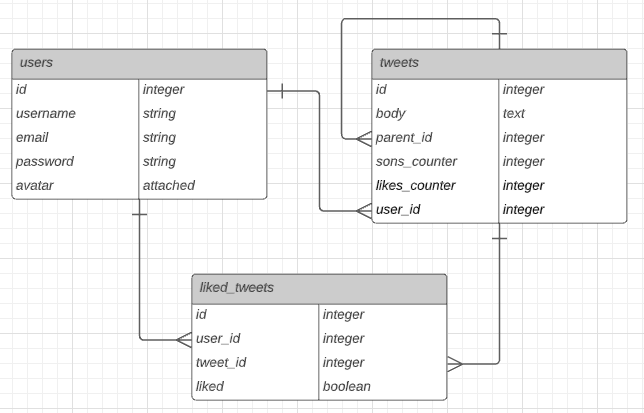 users
id integer
username string
email string
password string
avatar attached
tweets
id integer
body text
parent_id integer
sons_counter integer
likes_counter integer
user_id integer
liked_tweets
id integer
user_id integer
tweet_id integer
liked boolean